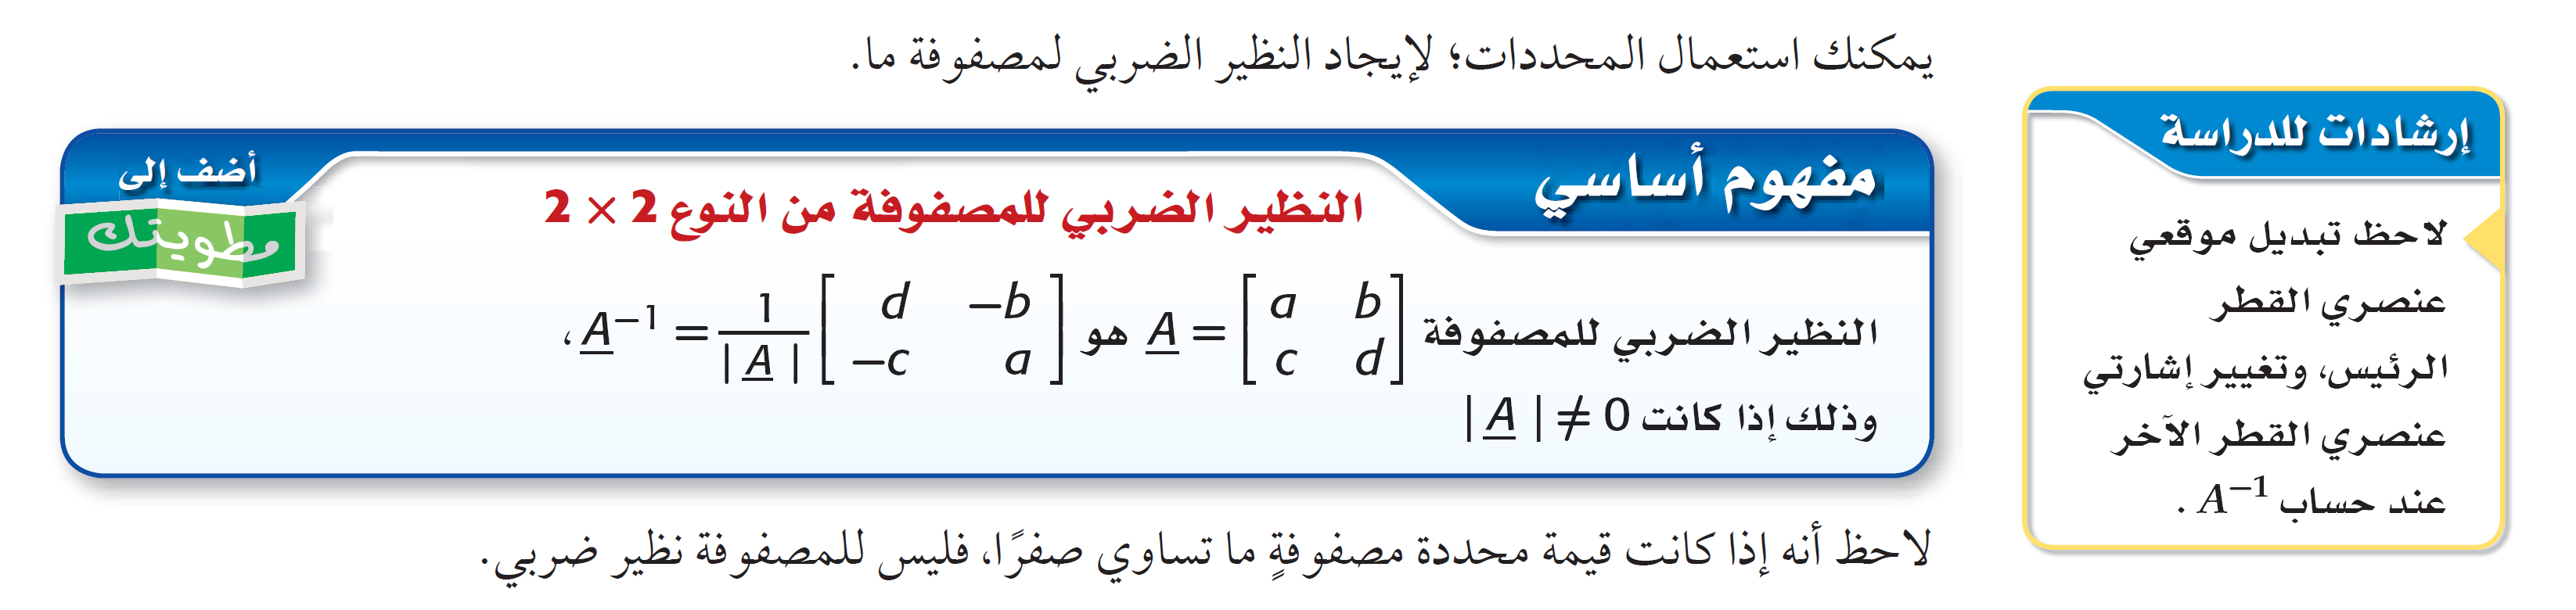 يمكنك استعمال المحددات؛ لإيجاد النظير الضربي لمصفوفة ما.
مفهوم أساسي
النظير الضربي للمصفوفة من النوع 2 × 2
أضف إلى
مطويتك
النظير الضربي للمصفوفة A = [a b; c d] هو A⁻¹ = 1/|A| [d −b; −c a]،
وذلك إذا كانت |A| ≠ 0
لاحظ أنه إذا كانت قيمة محددة مصفوفةٍ ما تساوي صفرًا، فليس للمصفوفة نظير ضربي.
إرشادات للدراسة
لاحظ تبديل موقعي
عنصري القطر
الرئيس، وتغيير إشارتي
عنصري القطر الآخر
عند حساب A⁻¹ .